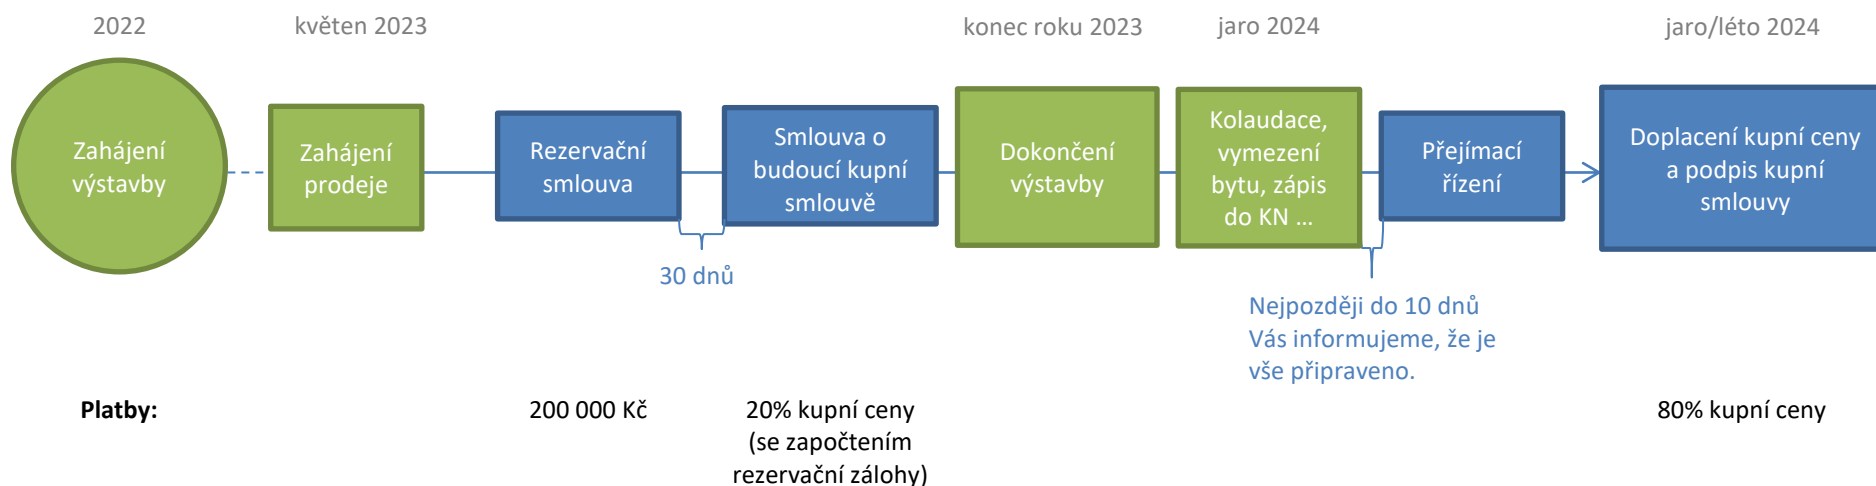 2022
květen 2023
konec roku 2023
jaro 2024
jaro/léto 2024
Zahájení
výstavby
Zahájení
prodeje
Rezervační
smlouva
Smlouva o
budoucí kupní
smlouvě
Dokončení
výstavby
Kolaudace,
vymezení
bytu, zápis
do KN ...
Přejímací
řízení
Doplacení kupní ceny
a podpis kupní
smlouvy
30 dnů
Nejpozději do 10 dnů
Vás informujeme, že je
vše připraveno.
Platby:
200 000 Kč
20% kupní ceny
(se započtením
rezervační zálohy)
80% kupní ceny